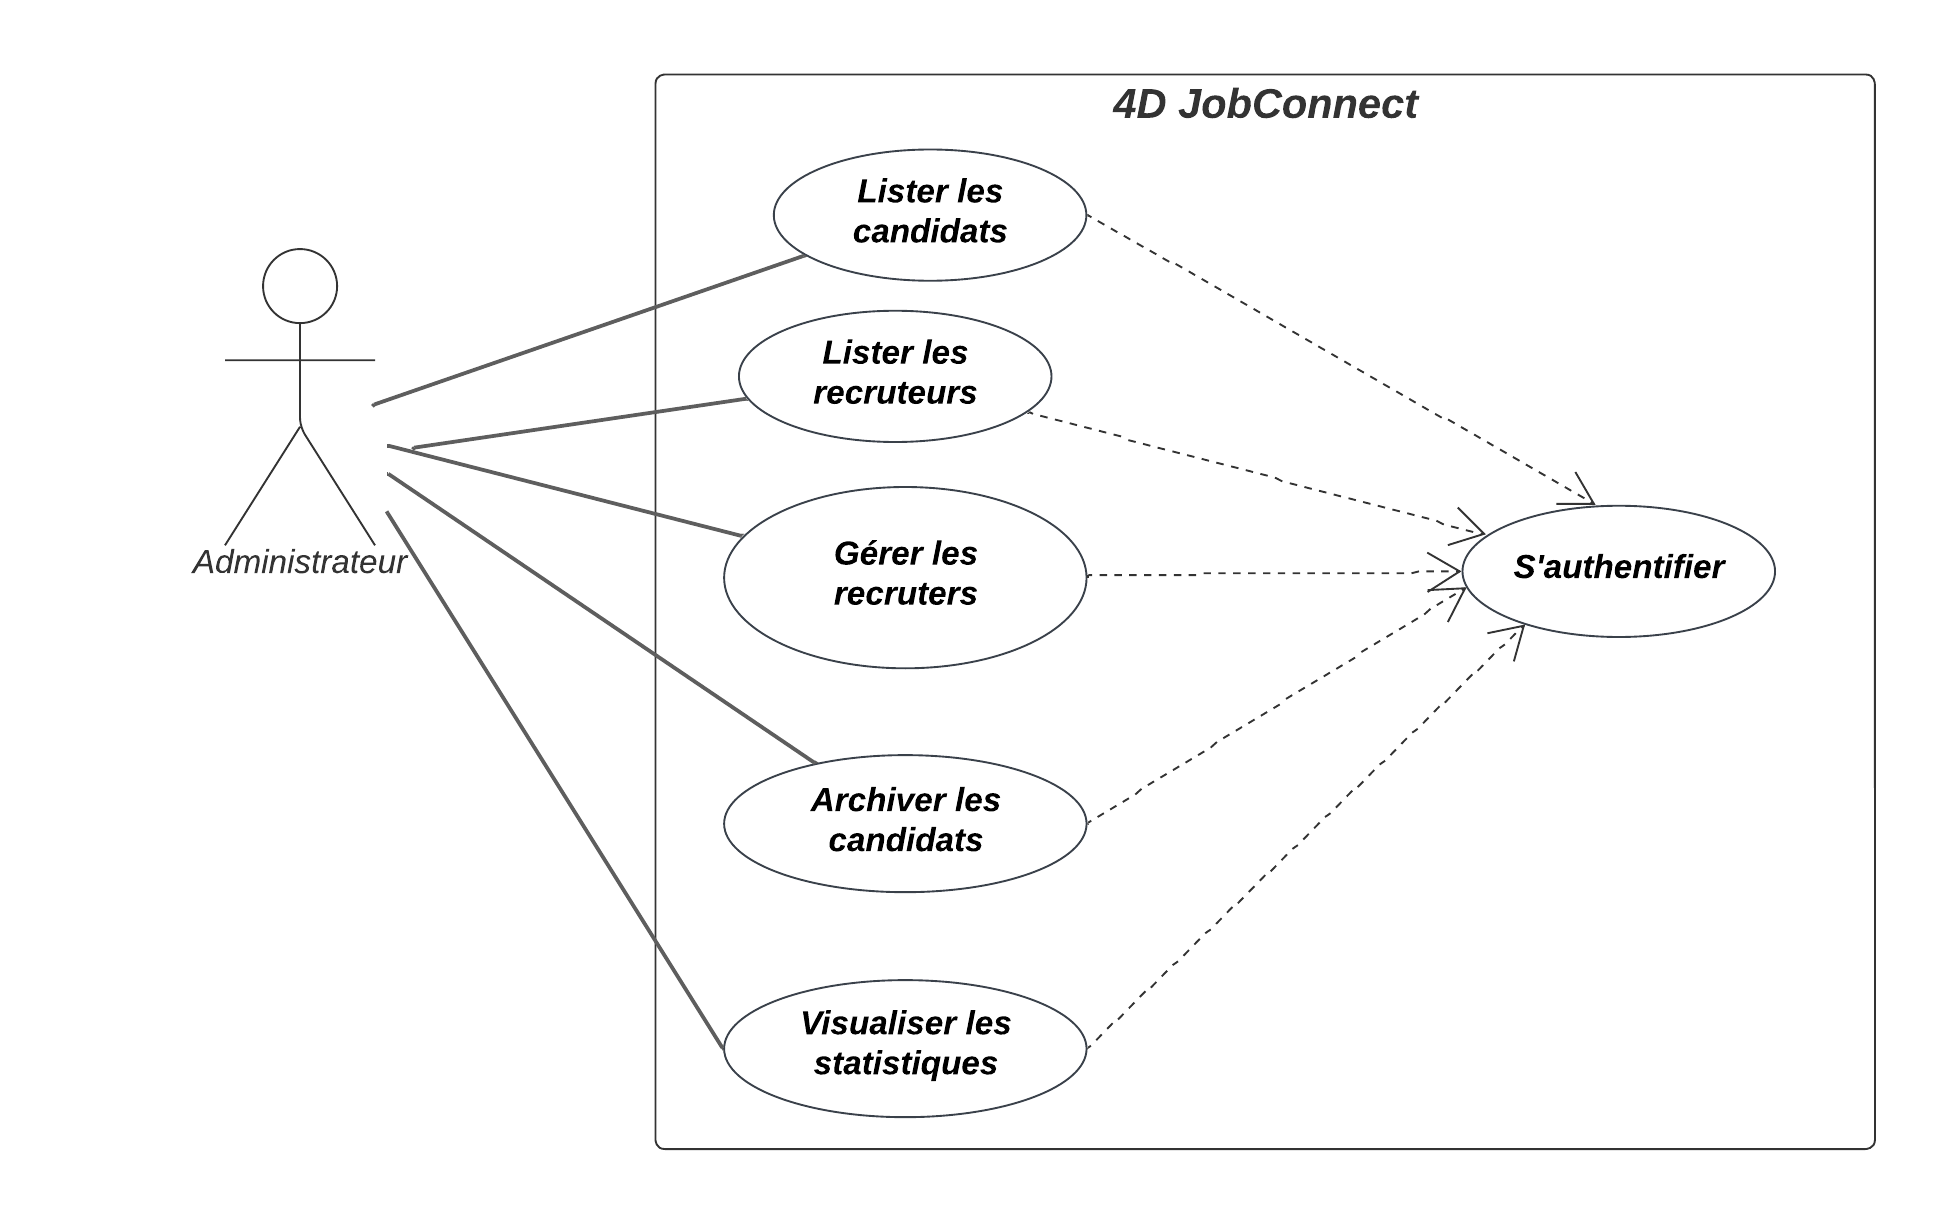 4D JobConnect
Lister les
candidats
Lister les
recruteurs
Gérer les
recruters
Administrateur
S'authentifier
Archiver les
candidats
Visualiser les
statistiques